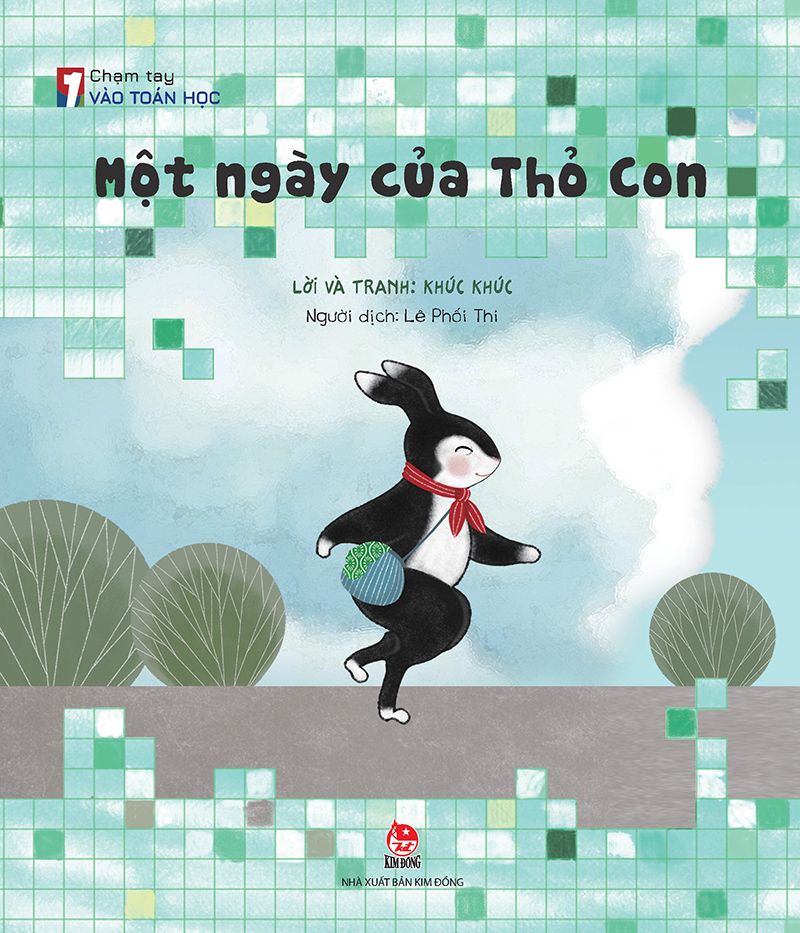 1 Chạm tay
VÀO TOÁN HỌC
Một ngày của Thỏ Con
LỜI VÀ TRANH: KHÚC KHÚC
Người dịch: Lê Phối Thi
KIM ĐỒNG
NHÀ XUẤT BẢN KIM ĐỒNG